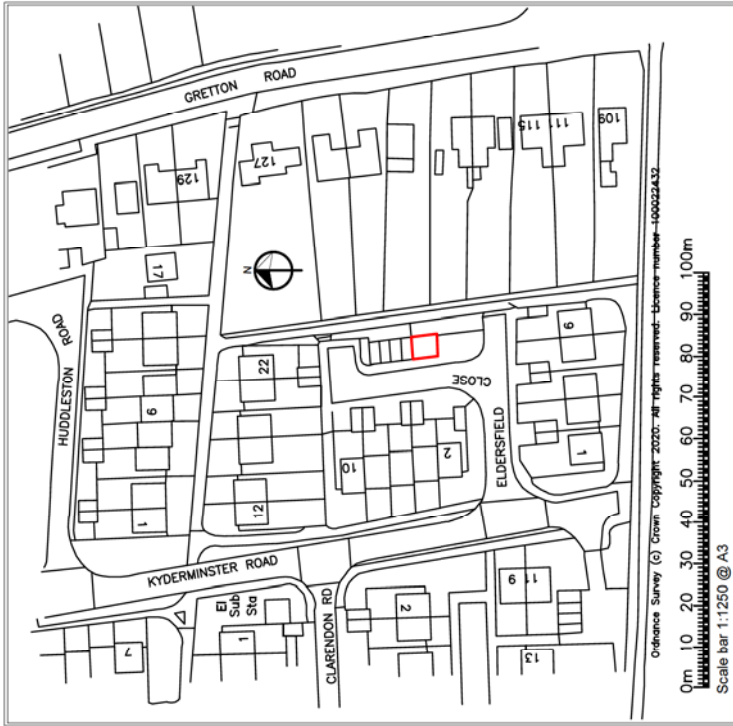 GRETTON ROAD
HUDDLESTON ROAD
129
127
115
111
109
17
N
9
1
22
12
CLOSE
ELDERSFIELD
10
2
9
1
KYDERMINSTER ROAD
El
Sub
Sta
7
1
CLARENDON RD
2
11
9
13
Ordnance Survey (c) Crown Copyright 2020. All rights reserved. Licence number 100022432
0m 10 20 30 40 50 60 70 80 90 100m
Scale bar 1:1250 @ A3